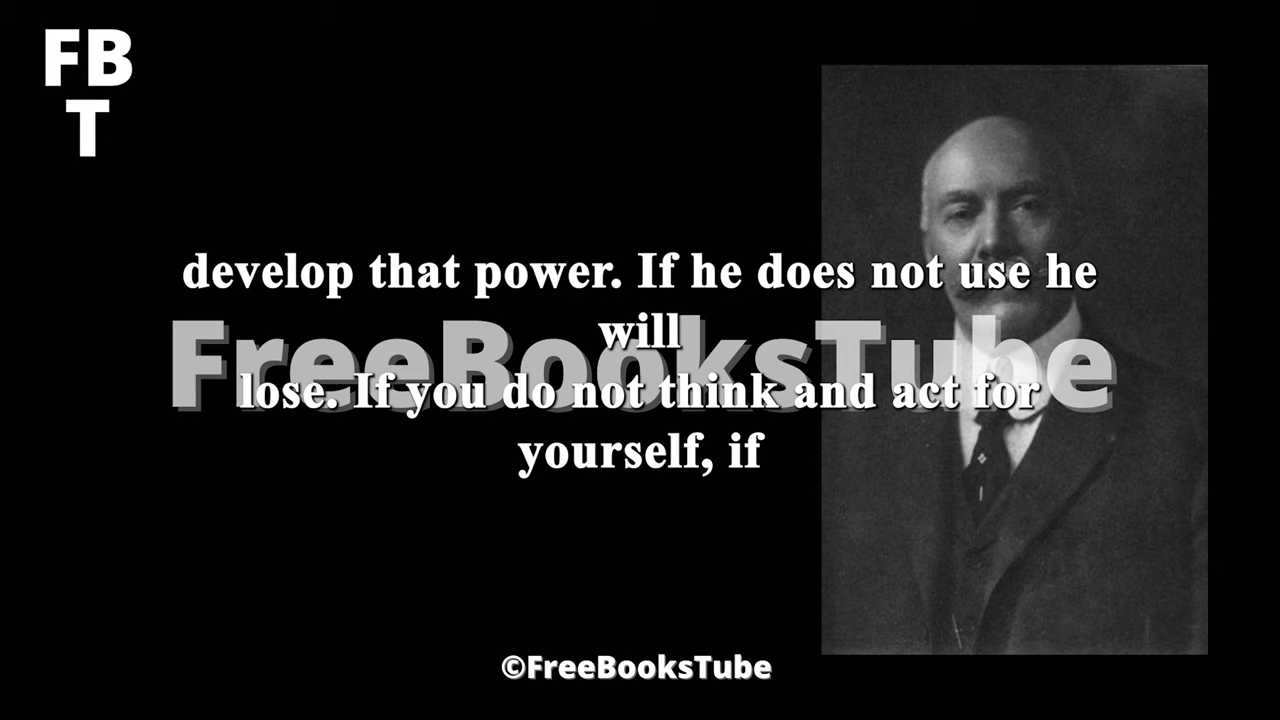 FB
T
develop that power. If he does not use he
will
FreeBooksTube
lose. If you do not think and act for
yourself, if
©FreeBooksTube